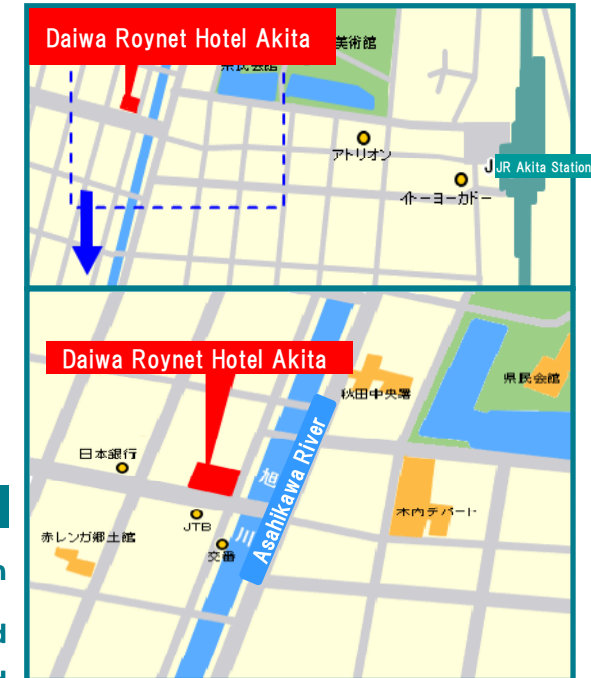 Daiwa Roynet Hotel Akita
美術館
県民会館
アトリオン
JR Akita Station
イトーヨーカドー
Daiwa Roynet Hotel Akita
県民会館
秋田中央署
日本銀行
旭川
Asahikawa River
木内デパート
JTB
交番
赤レンガ郷土館